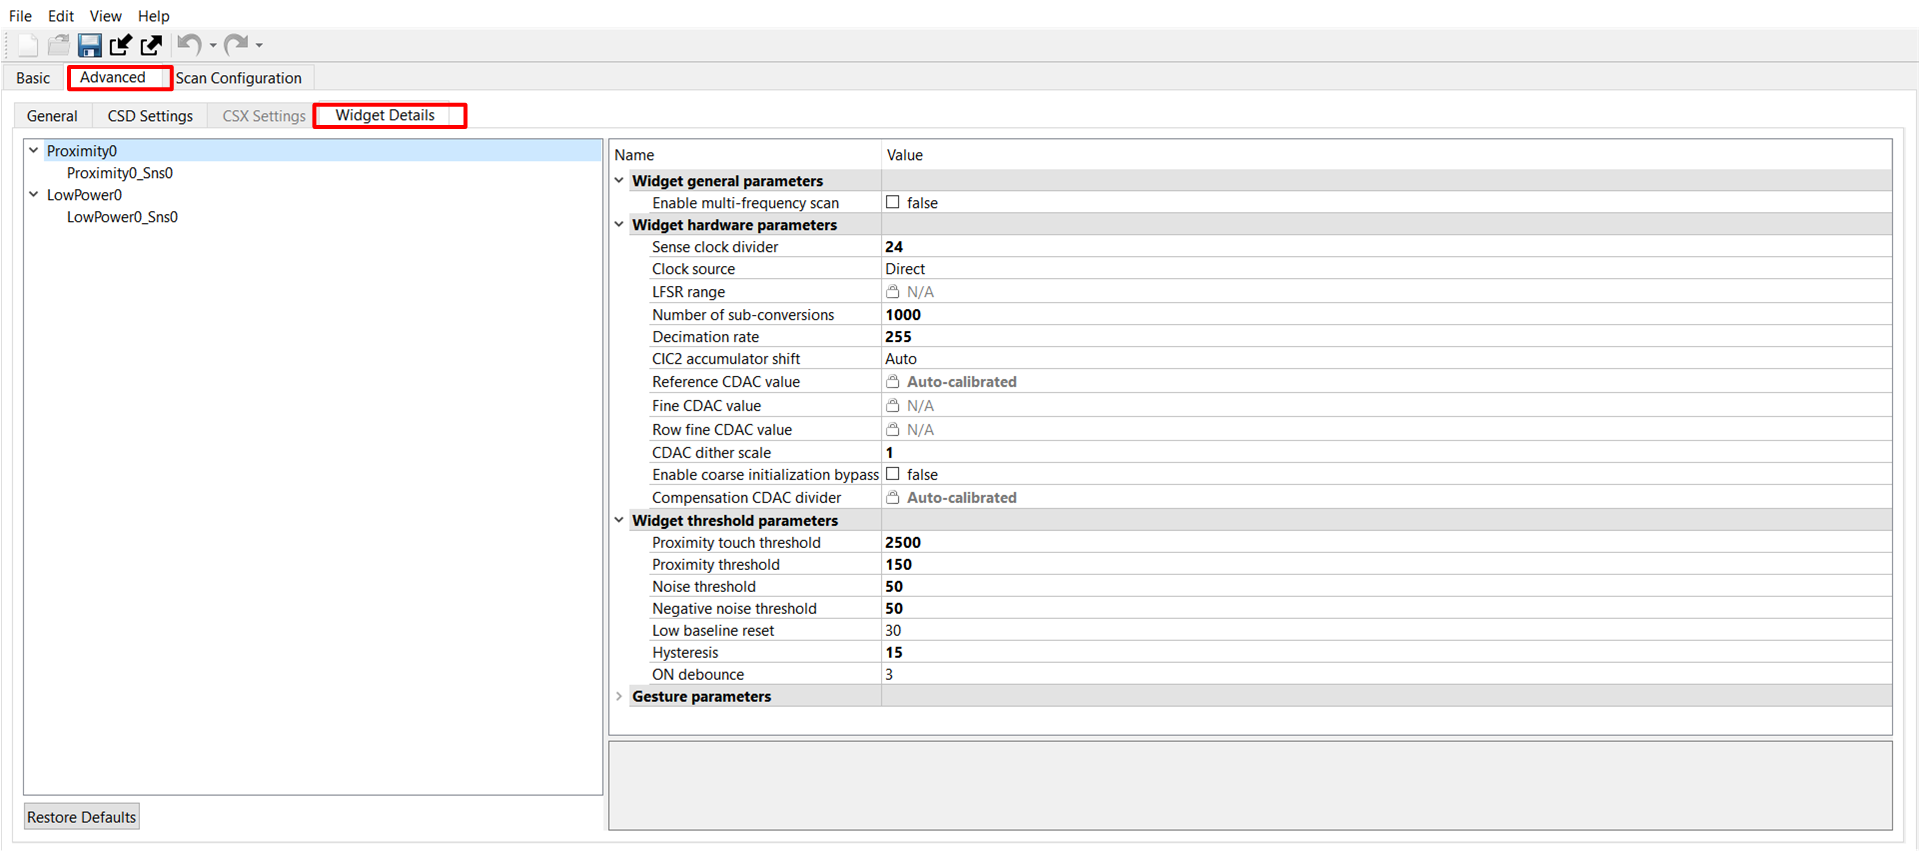 File Edit View Help
Basic Advanced Scan Configuration
General CSD Settings CSX Settings Widget Details
Proximity0
Proximity0_Sns0
LowPower0
LowPower0_Sns0
Name Value
Widget general parameters
Enable multi-frequency scan false
Widget hardware parameters
Sense clock divider 24
Clock source Direct
LFSR range N/A
Number of sub-conversions 1000
Decimation rate 255
CIC2 accumulator shift Auto
Reference CDAC value Auto-calibrated
Fine CDAC value N/A
Row fine CDAC value N/A
CDAC dither scale 1
Enable coarse initialization bypass false
Compensation CDAC divider Auto-calibrated
Widget threshold parameters
Proximity touch threshold 2500
Proximity threshold 150
Noise threshold 50
Negative noise threshold 50
Low baseline reset 30
Hysteresis 15
ON debounce 3
Gesture parameters
Restore Defaults